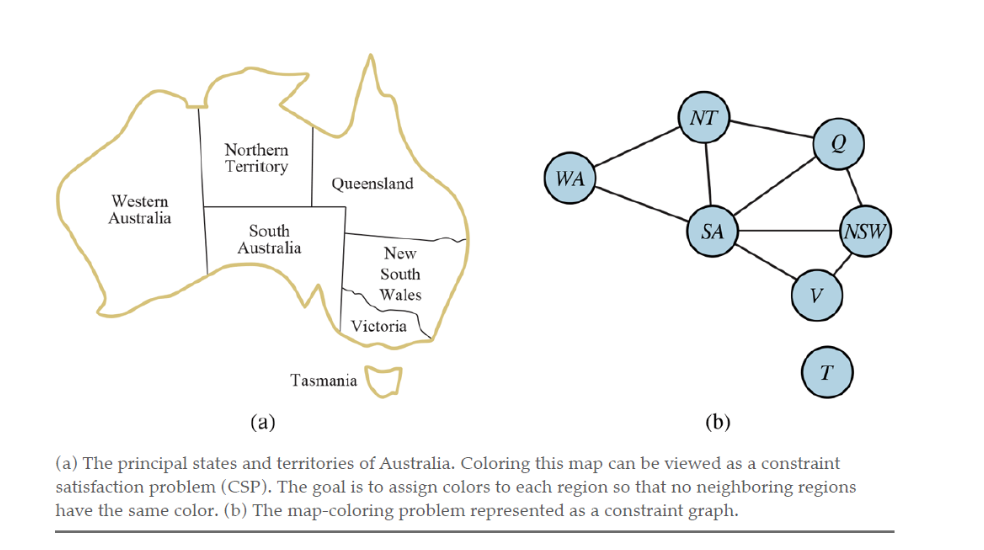 Northern
Territory
Western
Australia
Queensland
South
Australia
New
South
Wales
Victoria
Tasmania
(a)
NT
Q
WA
SA
NSW
V
T
(b)
(a) The principal states and territories of Australia. Coloring this map can be viewed as a constraint
satisfaction problem (CSP). The goal is to assign colors to each region so that no neighboring regions
have the same color. (b) The map-coloring problem represented as a constraint graph.